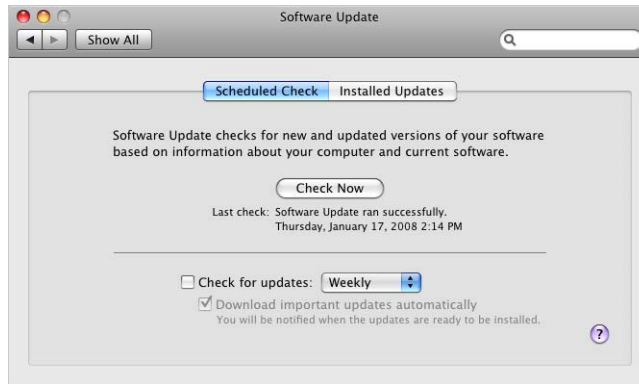 Software Update
Show All
Scheduled Check Installed Updates
Software Update checks for new and updated versions of your software
based on information about your computer and current software.
Check Now
Last check: Software Update ran successfully.
Thursday, January 17, 2008 2:14 PM
Check for updates: Weekly
Download important updates automatically
You will be notified when the updates are ready to be installed.
?